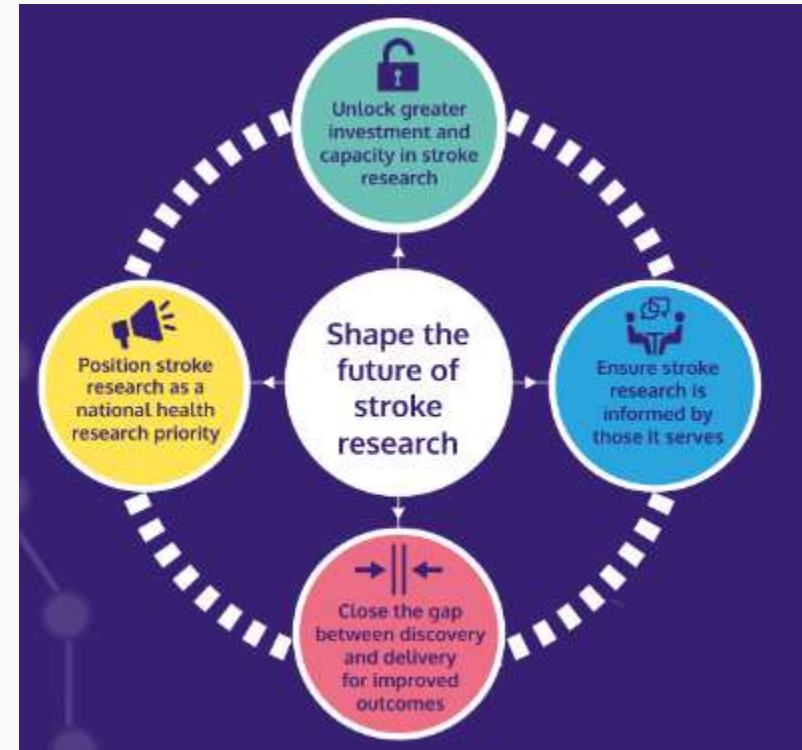 Unlock greater
investment and
capacity in stroke
research
Position stroke
research as a
national health
research priority
Shape the
future of
stroke
research
Ensure stroke
research is
informed by
those it serves
Close the gap
between discovery
and delivery
for improved
outcomes